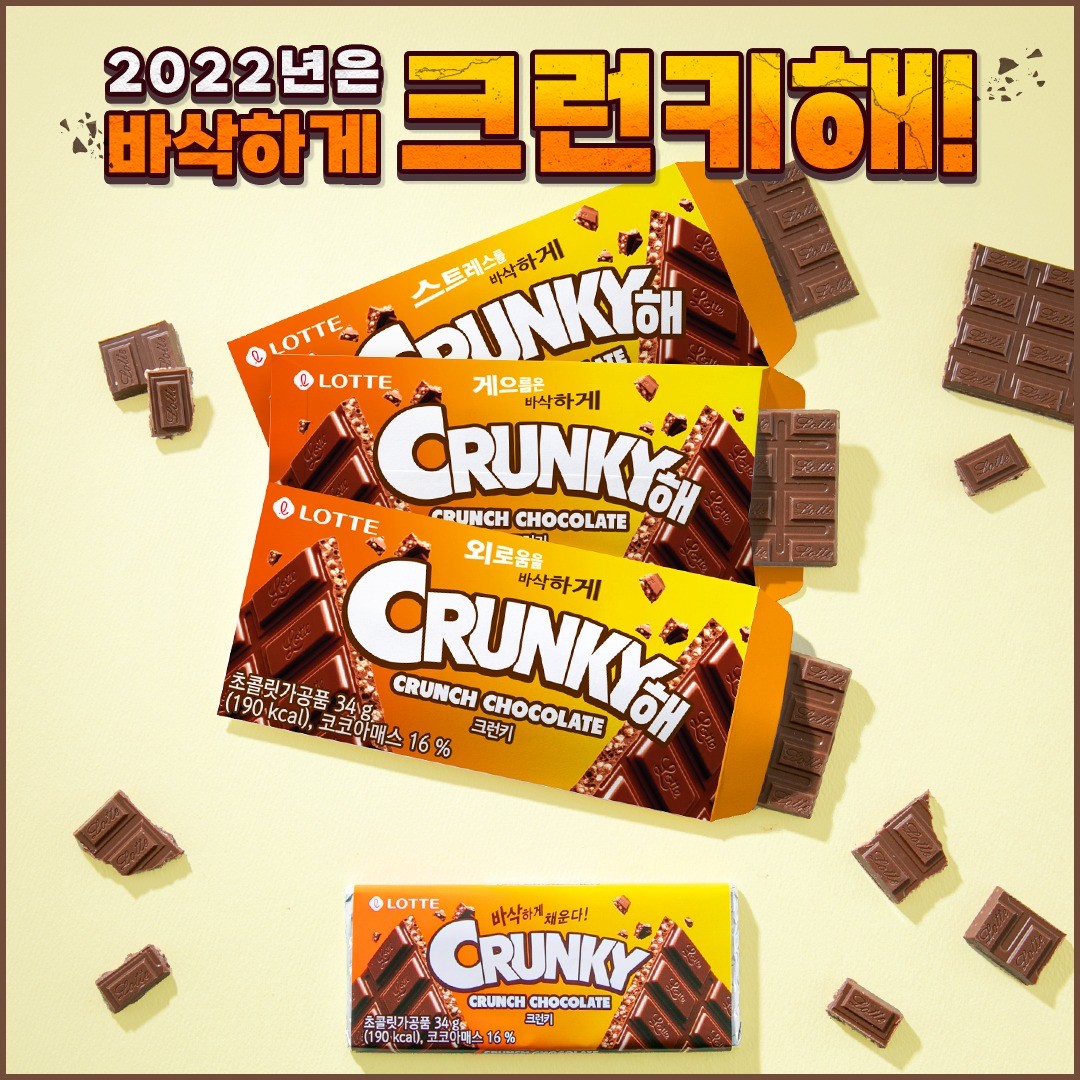 2022년은
바삭하게
크런키해!
스트레스를
바삭하게
LOTTE
CRUNKY해
LOTTE
게으름은
바삭하게
CRUNKY해
CRUNCH CHOCOLATE
LOTTE
외로움을
바삭하게
CRUNKY해
CRUNCH CHOCOLATE
크런키
초콜릿가공품 34 g
(190 kcal), 코코아매스 16 %
LOTTE
바삭하게 채운다!
CRUNKY
CRUNCH CHOCOLATE
크런키
초콜릿가공품 34 g
(190 kcal), 코코아매스 16 %